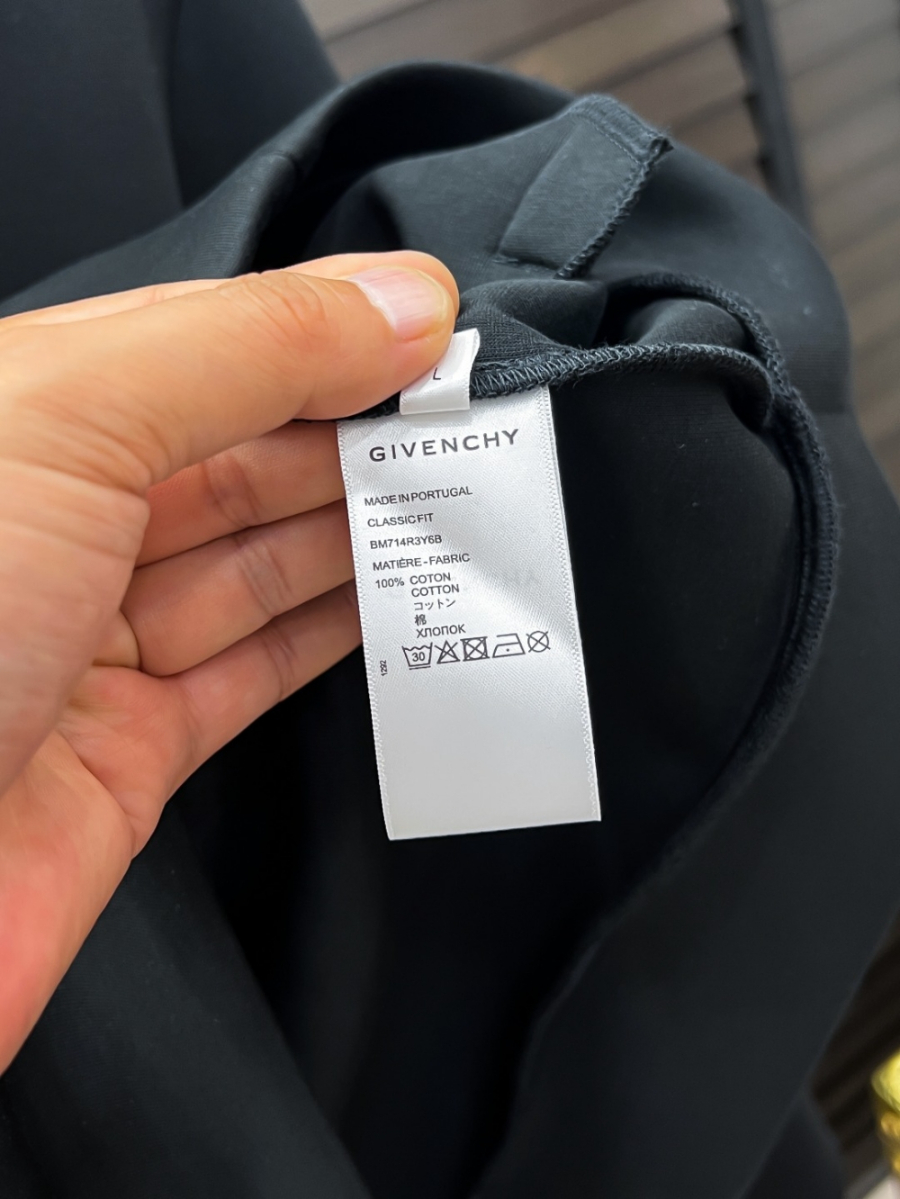 L
GIVENCHY
MADE IN PORTUGAL
CLASSIC FIT
BM714R3Y6B
MATIÈRE - FABRIC
100% COTON
COTTON
コットン
棉
ХЛОПОК
30
1292